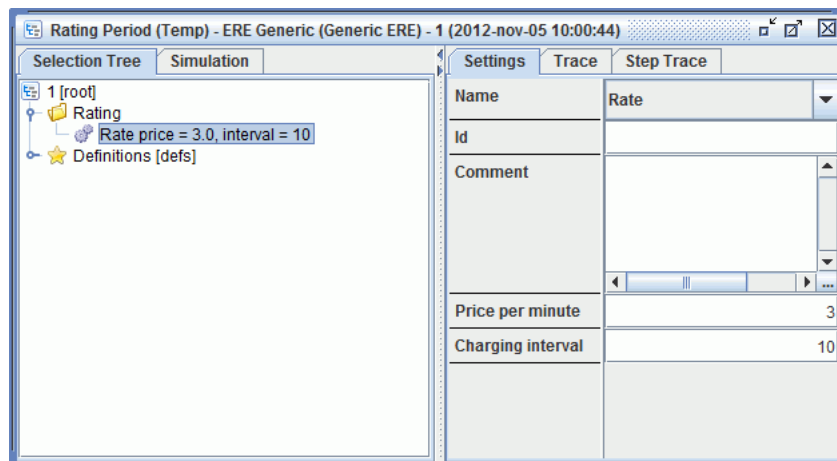 Rating Period (Temp) - ERE Generic (Generic ERE) - 1 (2012-nov-05 10:00:44)
Selection Tree
Simulation
1 [root]
Rating
Rate price = 3.0, interval = 10
Definitions [defs]
Settings
Trace
Step Trace
Name
Rate
Id
Comment
...
Price per minute
3
Charging interval
10